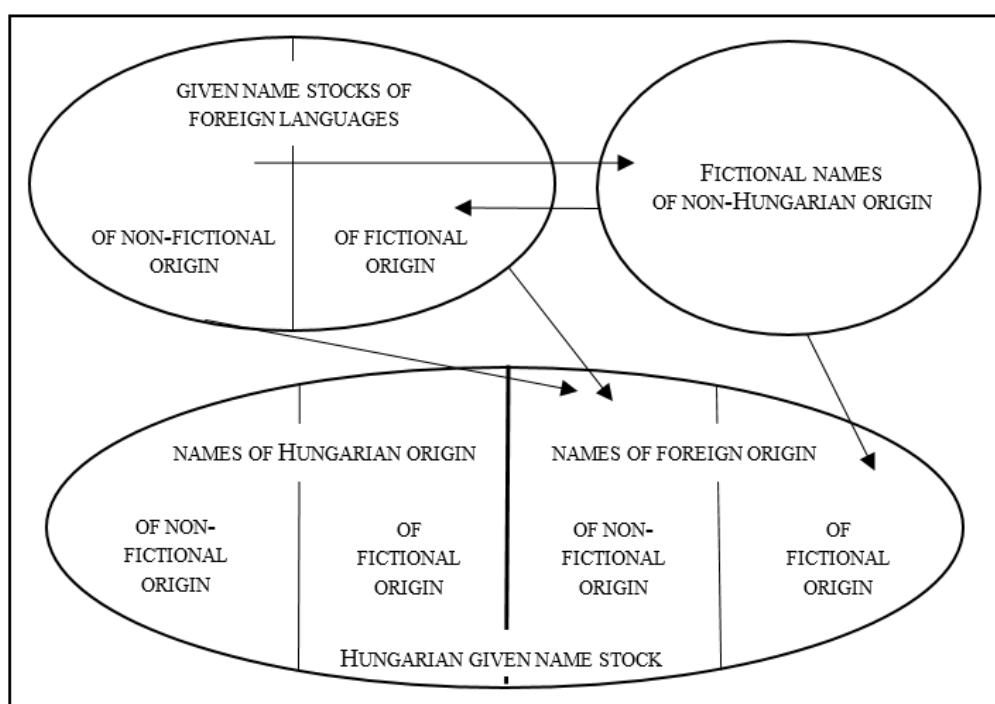 GIVEN NAME STOCKS OF
FOREIGN LANGUAGES
OF NON-FICTIONAL
ORIGIN
OF FICTIONAL
ORIGIN
FICTIONAL NAMES
OF NON-HUNGARIAN ORIGIN
NAMES OF HUNGARIAN ORIGIN
NAMES OF FOREIGN ORIGIN
OF NON-
FICTIONAL
ORIGIN
OF
FICTIONAL
ORIGIN
OF NON-
FICTIONAL
ORIGIN
OF
FICTIONAL
ORIGIN
HUNGARIAN GIVEN NAME STOCK